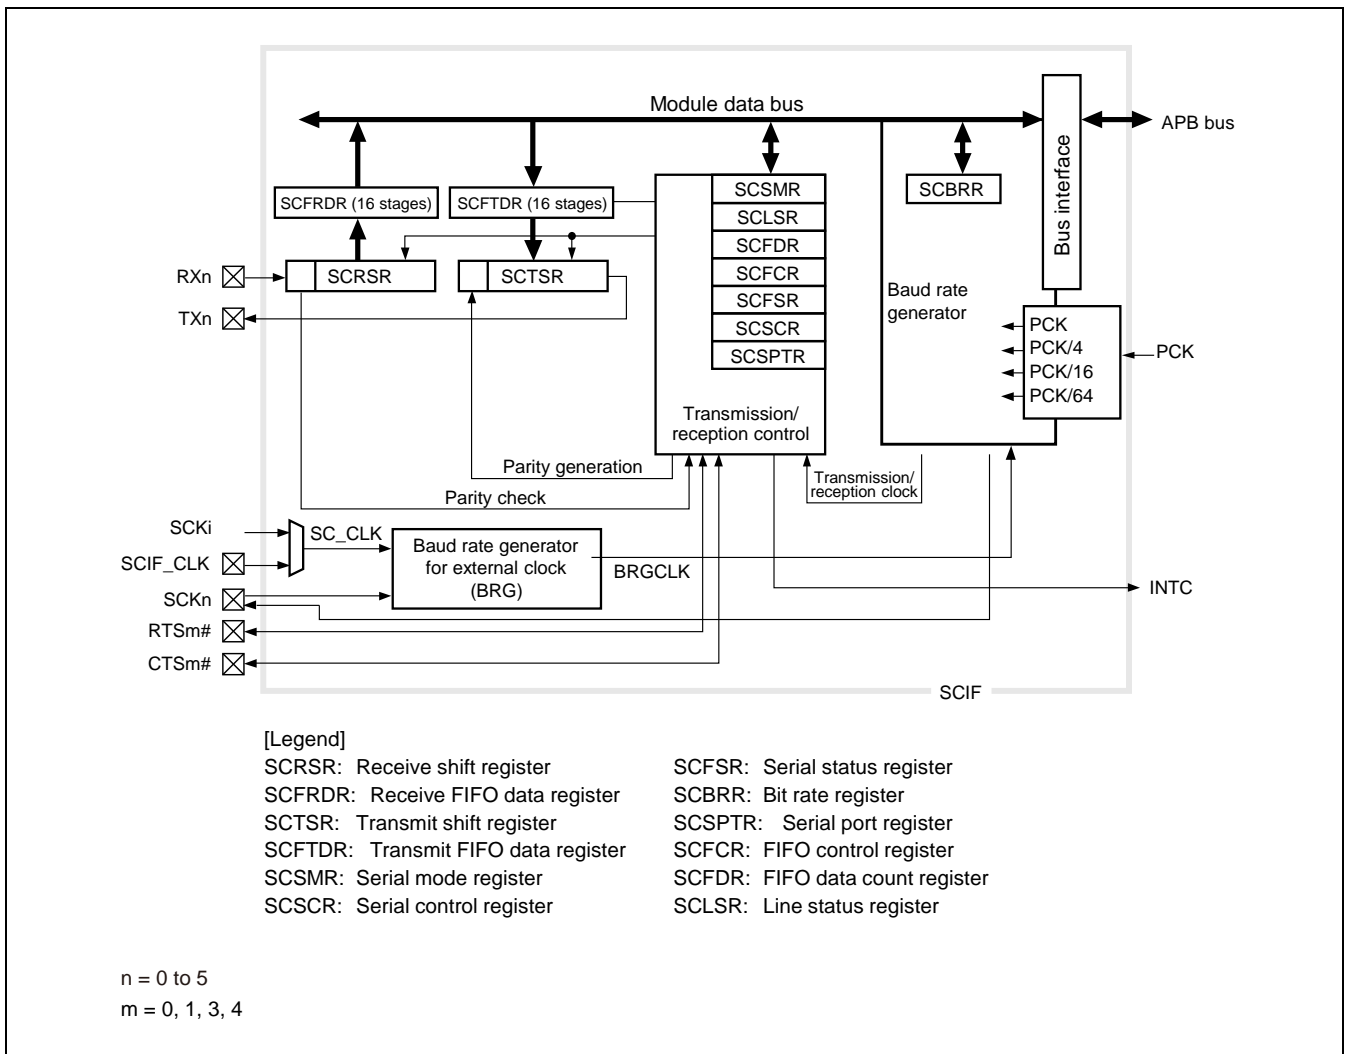 Module data bus
APB bus
Bus interface
SCFRDR (16 stages)
SCFTDR (16 stages)
SCSMR
SCLSR
SCFDR
SCFCR
SCFSR
SCSCR
SCSPTR
SCBRR
RXn
SCRSR
SCTSR
TXn
Baud rate
generator
PCK
PCK/4
PCK/16
PCK/64
PCK
Transmission/
reception control
Parity generation
Parity check
Transmission/
reception clock
SCKi
SC_CLK
SCIF_CLK
Baud rate generator
for external clock
(BRG)
BRGCLK
SCKn
INTC
RTSm#
CTSm#
SCIF
[Legend]
SCRSR: Receive shift register
SCFRDR: Receive FIFO data register
SCTSR: Transmit shift register
SCFTDR: Transmit FIFO data register
SCSMR: Serial mode register
SCSCR: Serial control register
SCFSR: Serial status register
SCBRR: Bit rate register
SCSPTR: Serial port register
SCFCR: FIFO control register
SCFDR: FIFO data count register
SCLSR: Line status register
n = 0 to 5
m = 0, 1, 3, 4